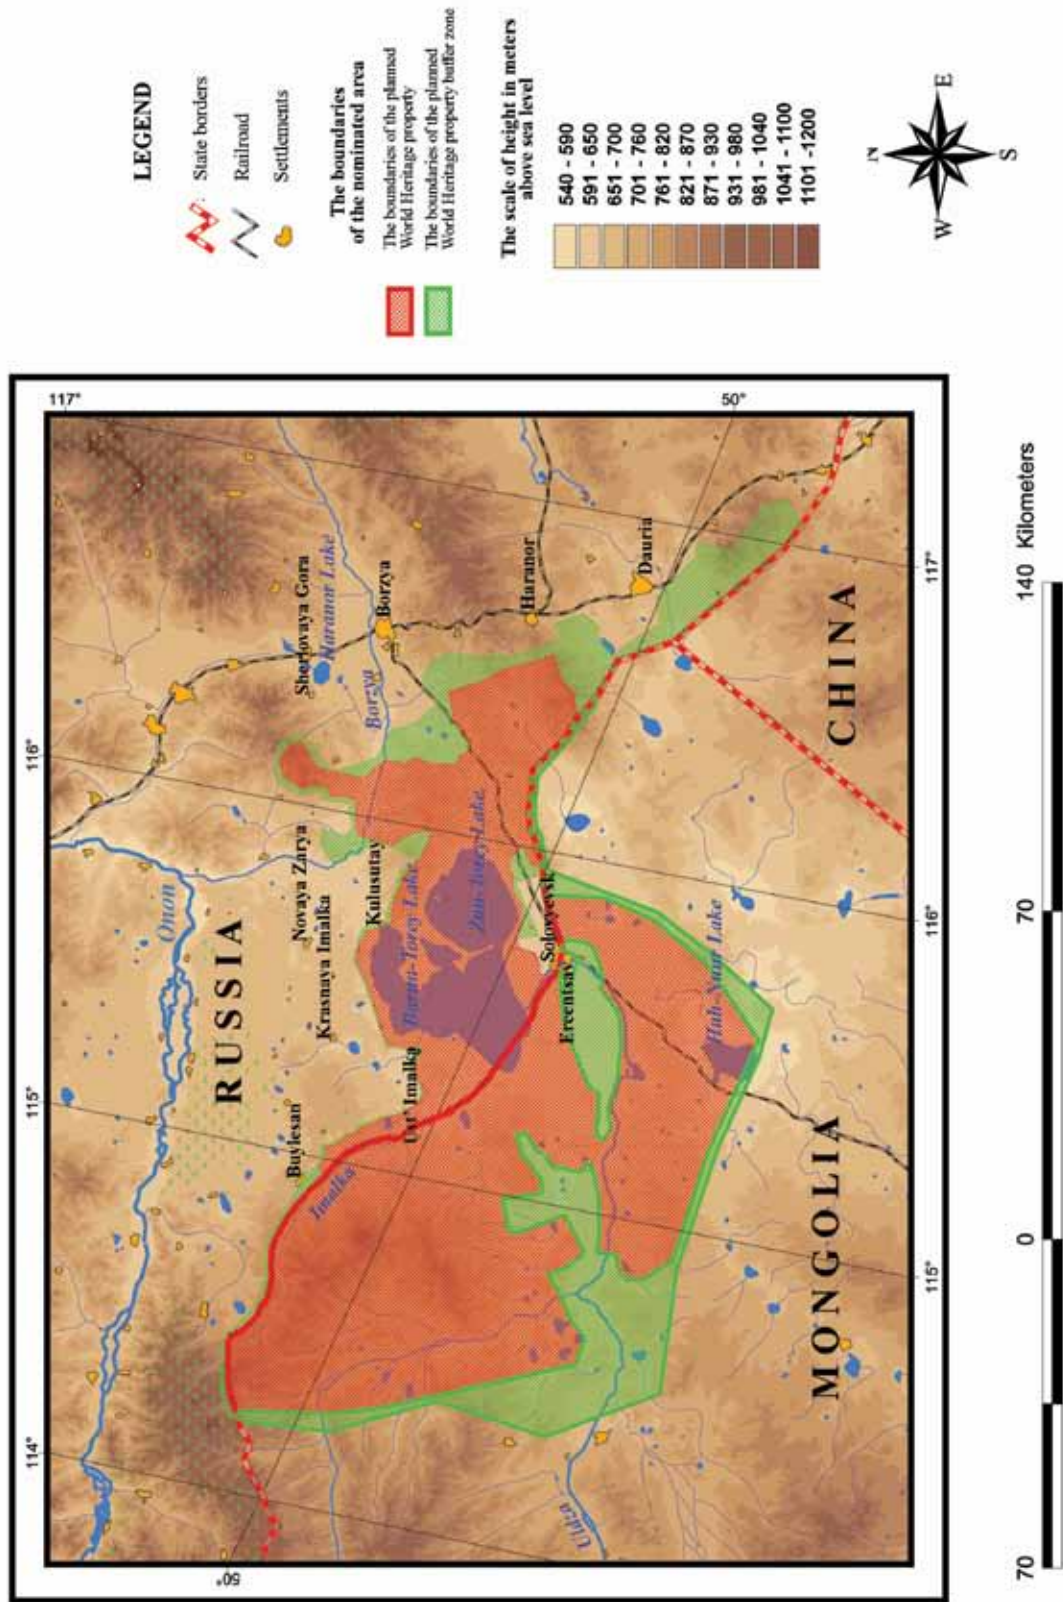 LEGEND
State borders
Railroad
Settlements
The boundaries
of the nominated area
The boundaries of the planned
World Heritage property
The boundaries of the planned
World Heritage property buffer zone
The scale of height in meters
above sea level
540 - 590
591 - 650
651 - 700
701 - 760
761 - 820
821 - 870
871 - 930
931 - 980
981 - 1040
1041 - 1100
1101 -1200
N
W
E
S
114°
115°
116°
117°
50°
Onon
RUSSIA
Buylesan
Krasnaya Imalka
Novaya Zarya
Sherlovaya Gora
Haranor Lake
Imalka
Ust' Imalka
Kulusutay
Borzya
Borzya
Barun-Torey Lake
Zun-Torey Lake
Haranor
Solovyevsk
Ereentsav
Dauria
Uldza
Huh-Nuur Lake
MONGOLIA
CHINA
50°
115°
116°
117°
70
0
70
140 Kilometers